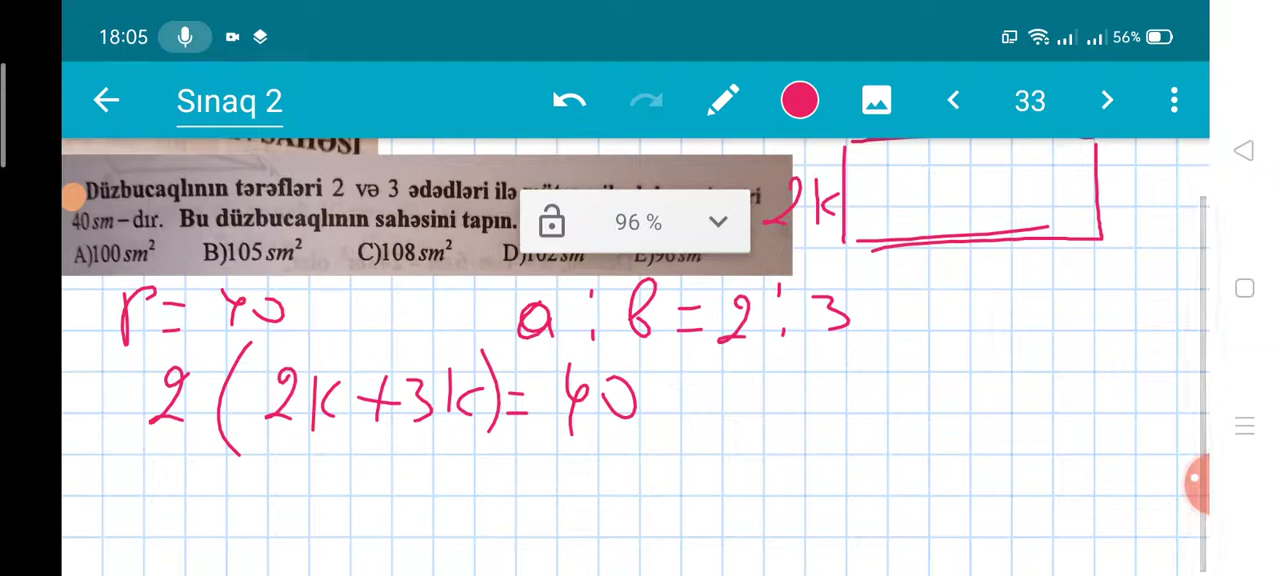 18:05 56%
Sınaq 2 33
Düzbucaqlının tərəfləri 2 və 3 ədədləri ilə
40 sm – dır. Bu düzbucaqlının sahəsini tapın. 96 % 2k
A)100 sm² B)105 sm² C)108 sm²
P = 40 a : b = 2 : 3
2 ( 2k + 3k ) = 40